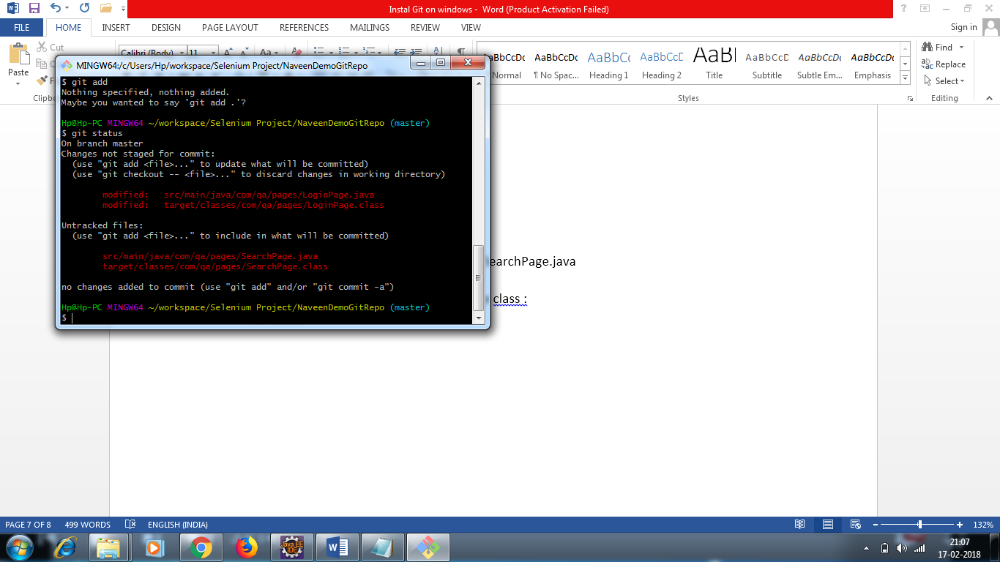 Instal Git on windows - Word (Product Activation Failed)
FILE HOME INSERT DESIGN PAGE LAYOUT REFERENCES MAILINGS REVIEW VIEW Sign in
Cut
Calibri (Body) 11
Paste
Normal ¶ No Spac... Heading 1 Heading 2 Title Subtitle Subtle Em... Emphasis
Find
Replace
Select
Styles Editing
MINGW64:/c/Users/Hp/workspace/Selenium Project/NaveenDemoGitRepo
$ git add
Nothing specified, nothing added.
Maybe you wanted to say 'git add .'?
Hp@Hp-PC MINGW64 ~/workspace/Selenium Project/NaveenDemoGitRepo (master)
$ git status
On branch master
Changes not staged for commit:
(use "git add <file>..." to update what will be committed)
(use "git checkout -- <file>..." to discard changes in working directory)
modified: src/main/java/com/qa/pages/LoginPage.java
modified: target/classes/com/qa/pages/LoginPage.class
Untracked files:
(use "git add <file>..." to include in what will be committed)
src/main/java/com/qa/pages/SearchPage.java
target/classes/com/qa/pages/SearchPage.class
no changes added to commit (use "git add" and/or "git commit -a")
Hp@Hp-PC MINGW64 ~/workspace/Selenium Project/NaveenDemoGitRepo (master)
$
earchPage.java
class :
PAGE 7 OF 8 499 WORDS ENGLISH (INDIA) 132%
21:07
17-02-2018